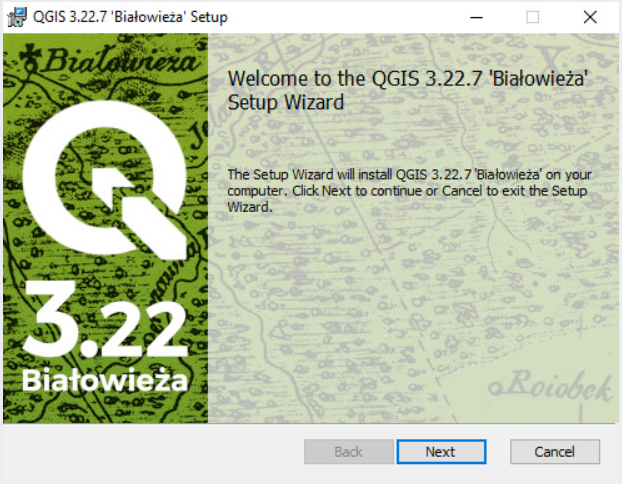 QGIS 3.22.7 'Białowieża' Setup
Białowieża
Welcome to the QGIS 3.22.7 'Białowieża'
Setup Wizard
The Setup Wizard will install QGIS 3.22.7 'Białowieża' on your
computer. Click Next to continue or Cancel to exit the Setup
Wizard.
3.22
Białowieża
Roiobek
Back
Next
Cancel